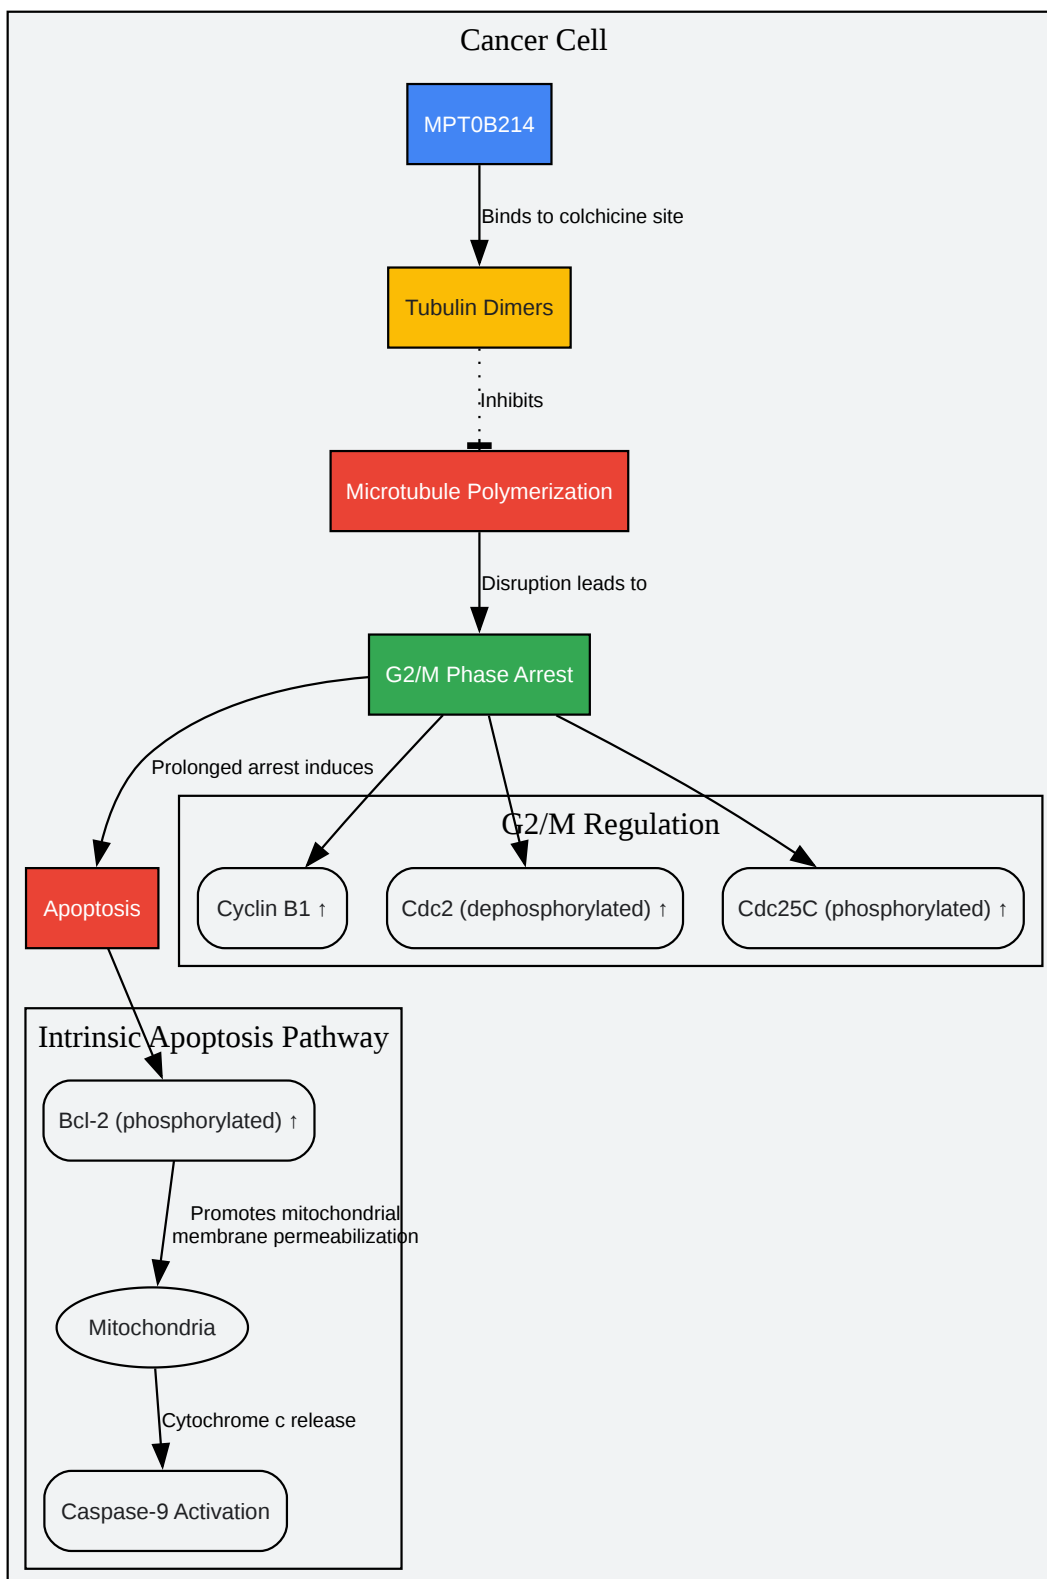 Cancer Cell
MPT0B214
Binds to colchicine site
Tubulin Dimers
Inhibits
Microtubule Polymerization
Disruption leads to
G2/M Phase Arrest
Prolonged arrest induces
G2/M Regulation
Apoptosis
Cyclin B1 ↑
Cdc2 (dephosphorylated) ↑
Cdc25C (phosphorylated) ↑
Intrinsic Apoptosis Pathway
Bcl-2 (phosphorylated) ↑
Promotes mitochondrial
membrane permeabilization
Mitochondria
Cytochrome c release
Caspase-9 Activation